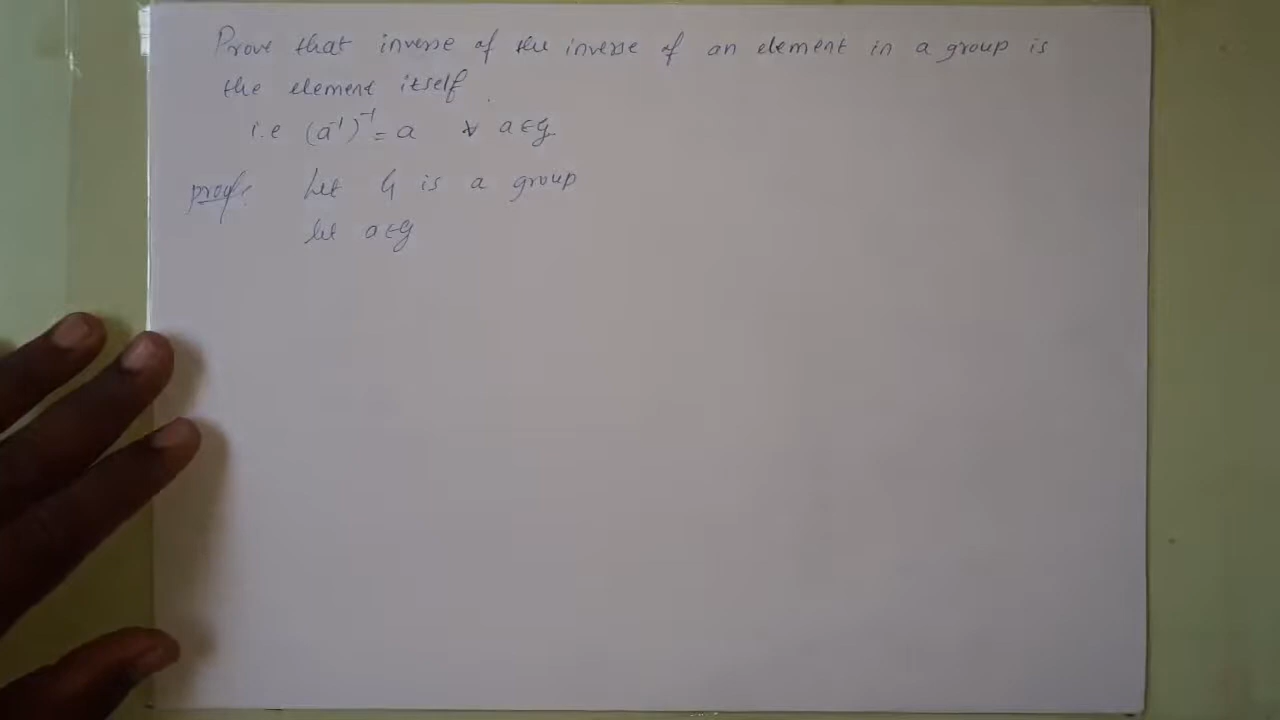 Prove that inverse of the inverse of an element in a group is
the element itself
i.e (a⁻¹)⁻¹ = a ∀ a∈G
proof: Let G is a group
let a∈G